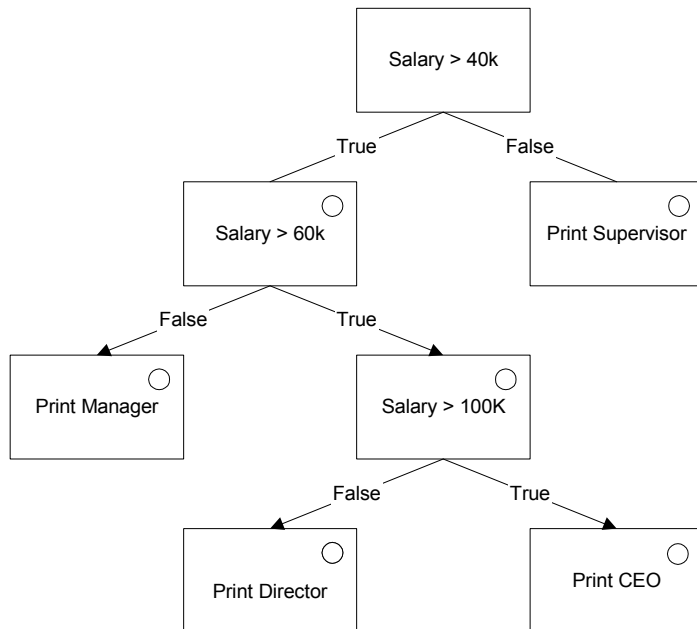 Salary > 40k
True
False
Salary > 60k
Print Supervisor
False
True
Print Manager
Salary > 100K
False
True
Print Director
Print CEO